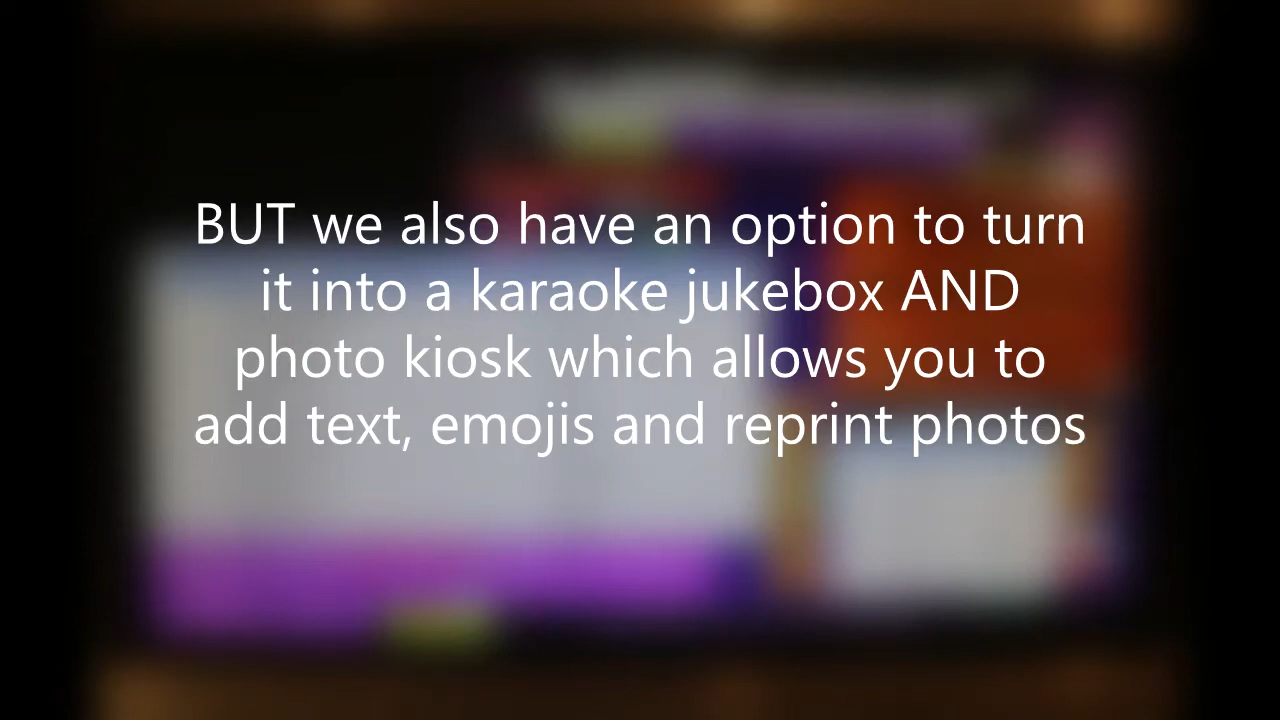 BUT we also have an option to turn
it into a karaoke jukebox AND
photo kiosk which allows you to
add text, emojis and reprint photos